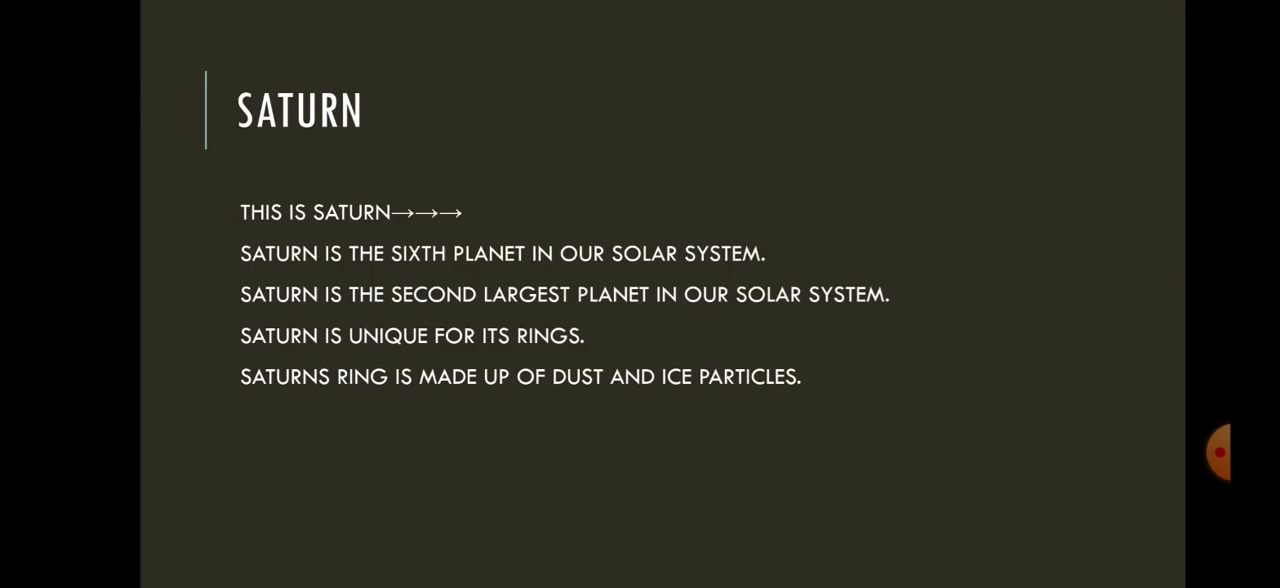 SATURN
THIS IS SATURN→→→
SATURN IS THE SIXTH PLANET IN OUR SOLAR SYSTEM.
SATURN IS THE SECOND LARGEST PLANET IN OUR SOLAR SYSTEM.
SATURN IS UNIQUE FOR ITS RINGS.
SATURNS RING IS MADE UP OF DUST AND ICE PARTICLES.